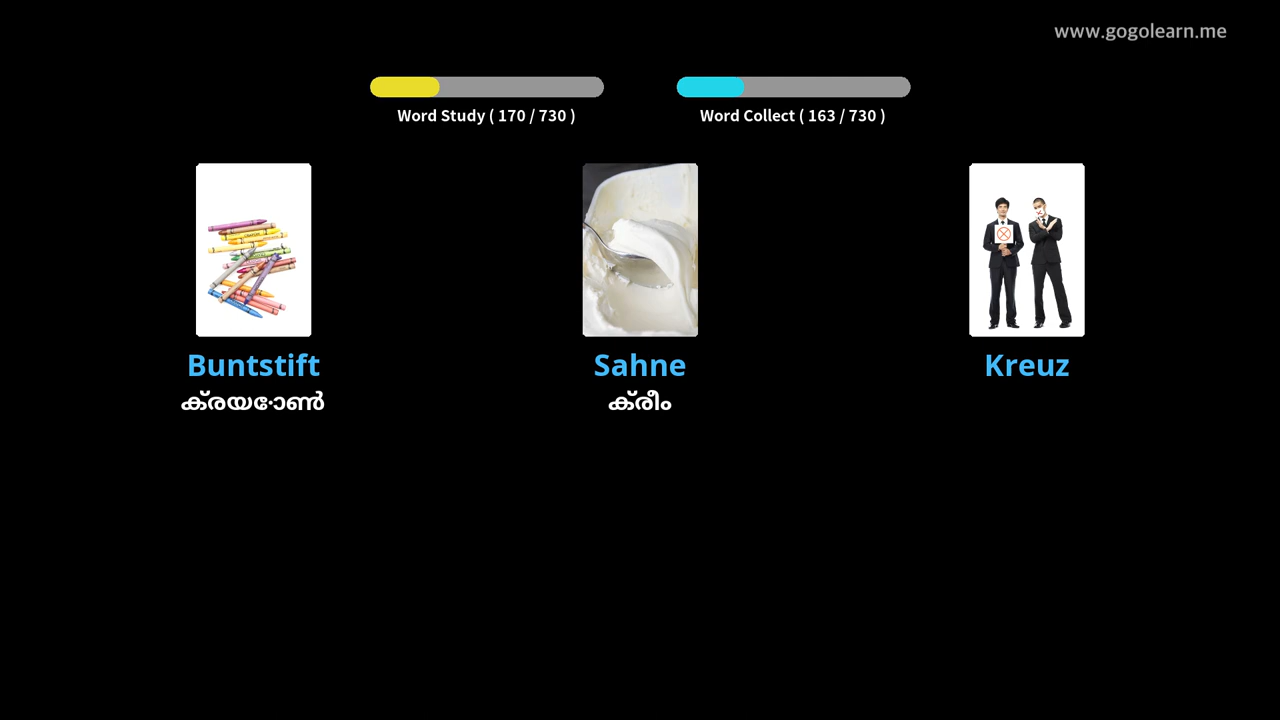 www.gogolearn.me
Word Study ( 170 / 730 )
Word Collect ( 163 / 730 )
Buntstift
Sahne
Kreuz
ക്രയോൺ
ക്രീം